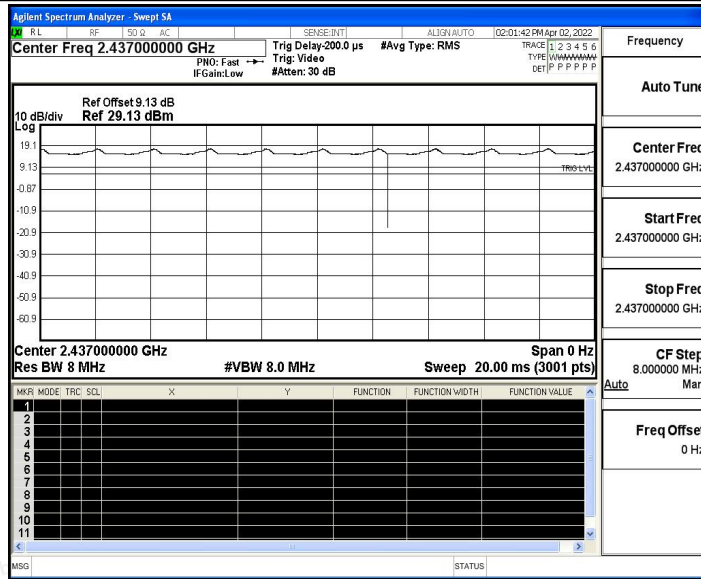 Agilent Spectrum Analyzer - Swept SA
RL RF 50 Ω AC SENSE:INT ALIGN AUTO 02:01:42 PM Apr 02, 2022
Center Freq 2.437000000 GHz
PNO: Fast
IFGain:Low
Trig Delay-200.0 µs
Trig: Video
#Atten: 30 dB
#Avg Type: RMS
TRACE 1 2 3 4 5 6
TYPE
DET P P P P P P
Ref Offset 9.13 dB
10 dB/div Ref 29.13 dBm
Log
19.1
9.13
TRIG LVL
-0.87
-10.9
-20.9
-30.9
-40.9
-50.9
-60.9
Center 2.437000000 GHz Span 0 Hz
Res BW 8 MHz #VBW 8.0 MHz Sweep 20.00 ms (3001 pts)
MKR MODE TRC SCL X Y FUNCTION FUNCTION WIDTH FUNCTION VALUE
1
2
3
4
5
6
7
8
9
10
11
MSG STATUS
Frequency
Auto Tune
Center Freq
2.437000000 GHz
Start Freq
2.437000000 GHz
Stop Freq
2.437000000 GHz
CF Step
8.000000 MHz
Auto Man
Freq Offset
0 Hz